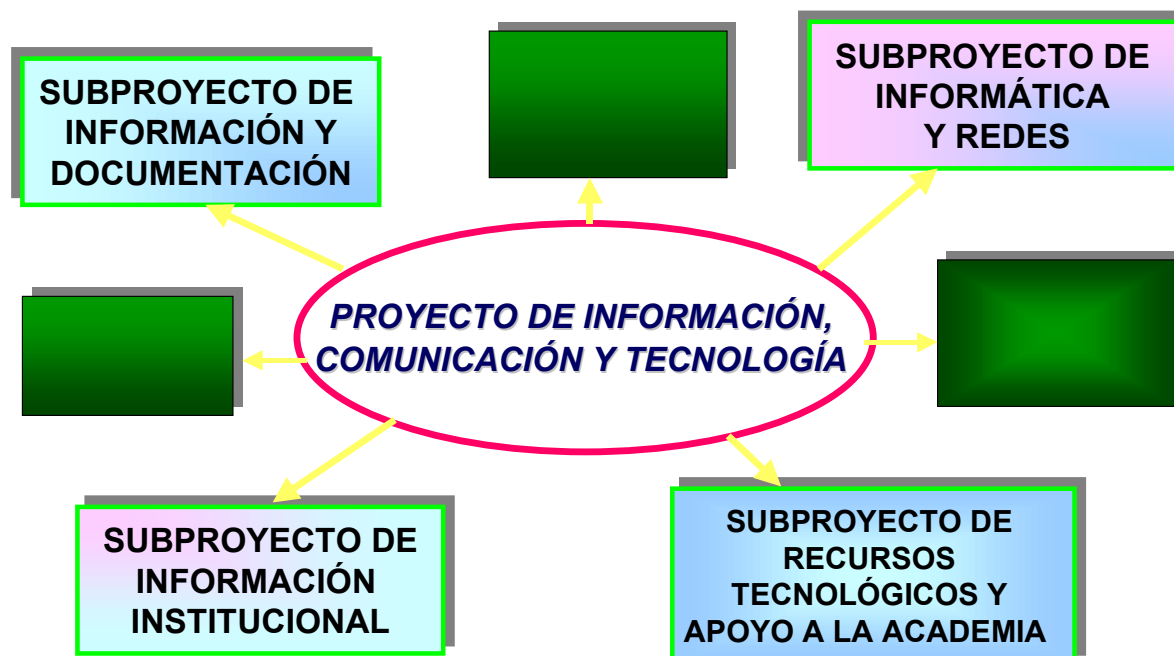 SUBPROYECTO DE
INFORMACIÓN Y
DOCUMENTACIÓN
SUBPROYECTO DE
INFORMÁTICA
Y REDES
PROYECTO DE INFORMACIÓN,
COMUNICACIÓN Y TECNOLOGÍA
SUBPROYECTO DE
INFORMACIÓN
INSTITUCIONAL
SUBPROYECTO DE
RECURSOS
TECNOLÓGICOS Y
APOYO A LA ACADEMIA